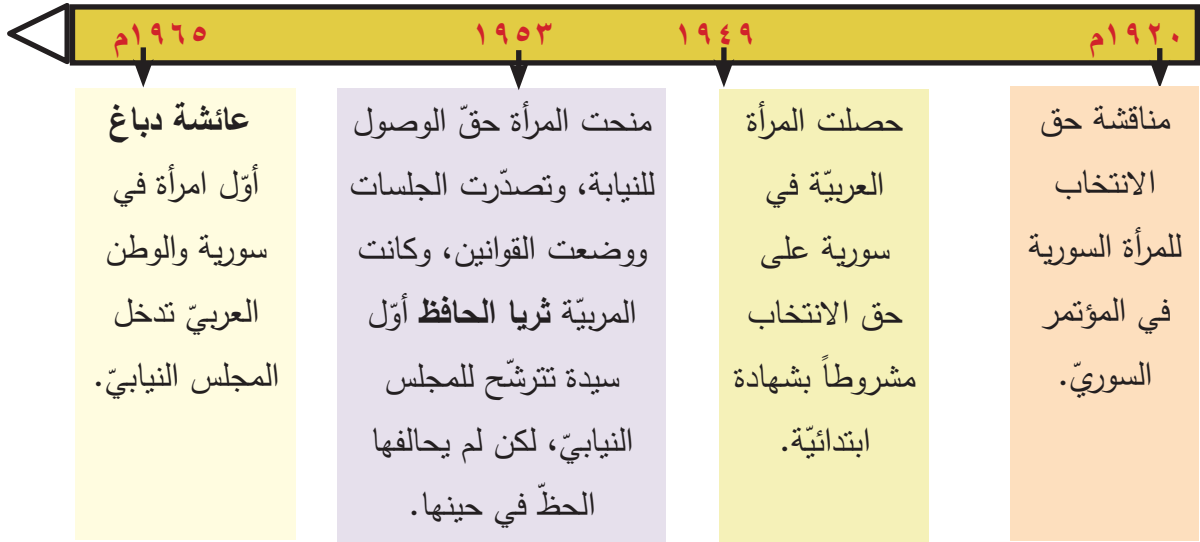 ١٩٢٠م
١٩٤٩
١٩٥٣
١٩٦٥م
مناقشة حق
الانتخاب
للمرأة السورية
في المؤتمر
السوريّ.
حصلت المرأة
العربيّة في
سورية على
حق الانتخاب
مشروطاً بشهادة
ابتدائيّة.
منحت المرأة حقّ الوصول
للنيابة، وتصدّرت الجلسات
ووضعت القوانين، وكانت
المربيّة ثريا الحافظ أوّل
سيدة تترشّح للمجلس
النيابيّ، لكن لم يحالفها
الحظّ في حينها.
عائشة دباغ
أوّل امرأة في
سورية والوطن
العربيّ تدخل
المجلس النيابيّ.